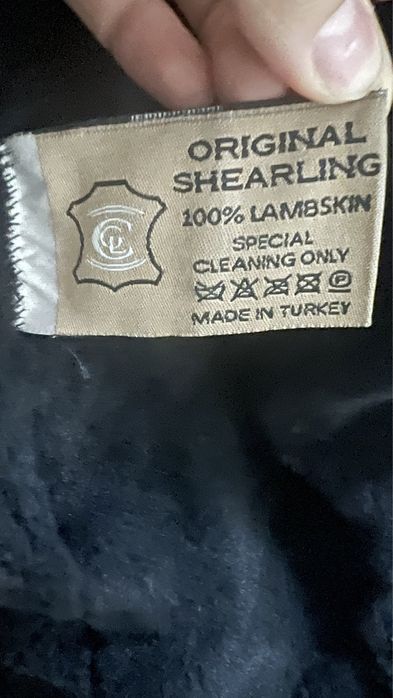 ORIGINAL
SHEARLING
100% LAMBSKIN
SPECIAL
CLEANING ONLY
P
MADE IN TURKEY